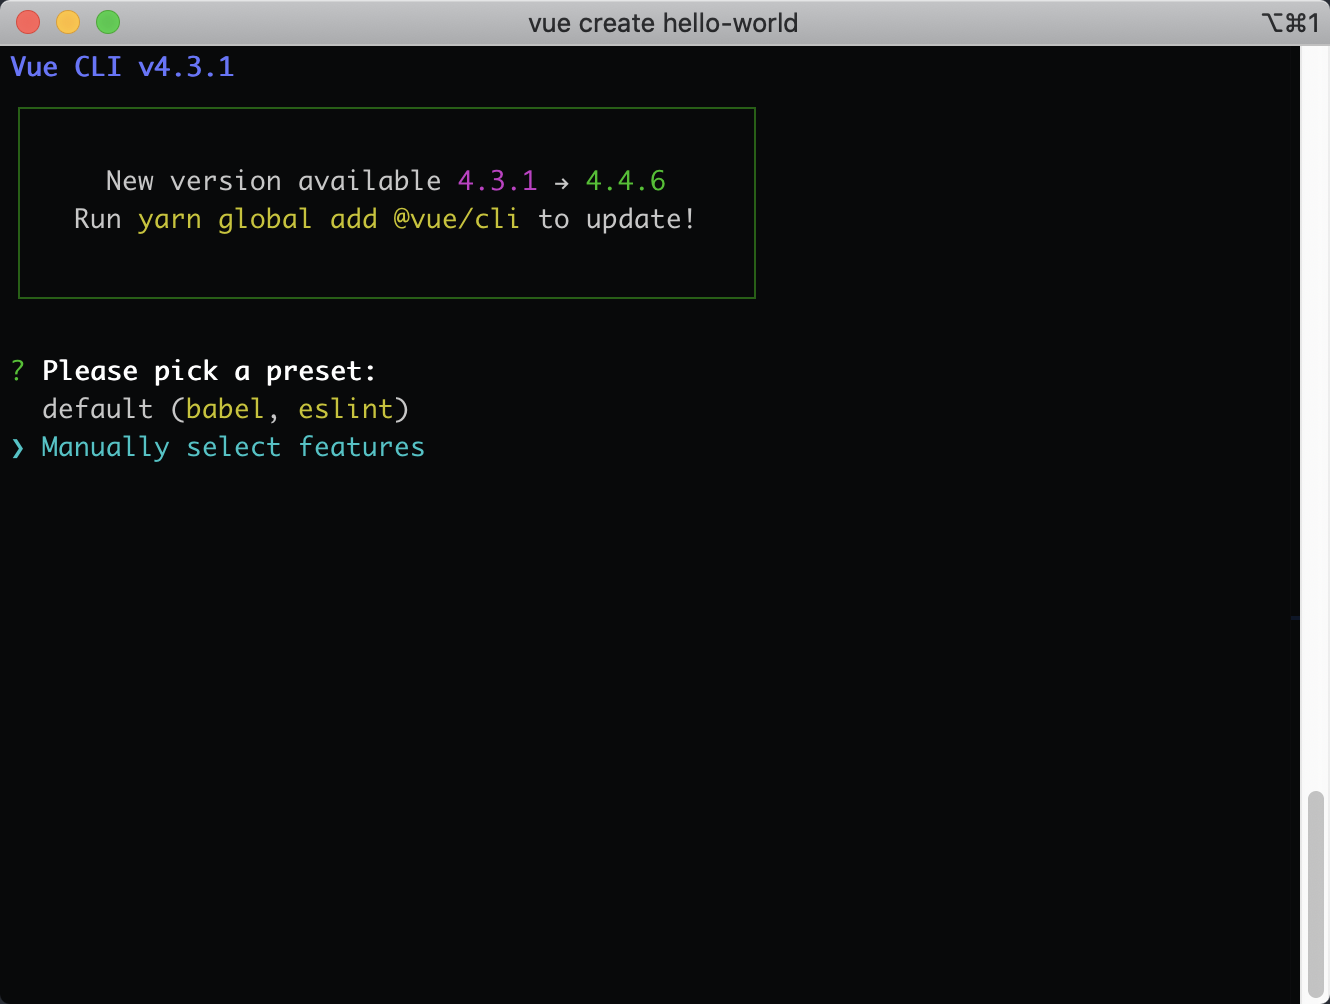 vue create hello-world ⌥⌘1
Vue CLI v4.3.1
New version available 4.3.1 → 4.4.6
Run yarn global add @vue/cli to update!
? Please pick a preset:
default (babel, eslint)
❯ Manually select features